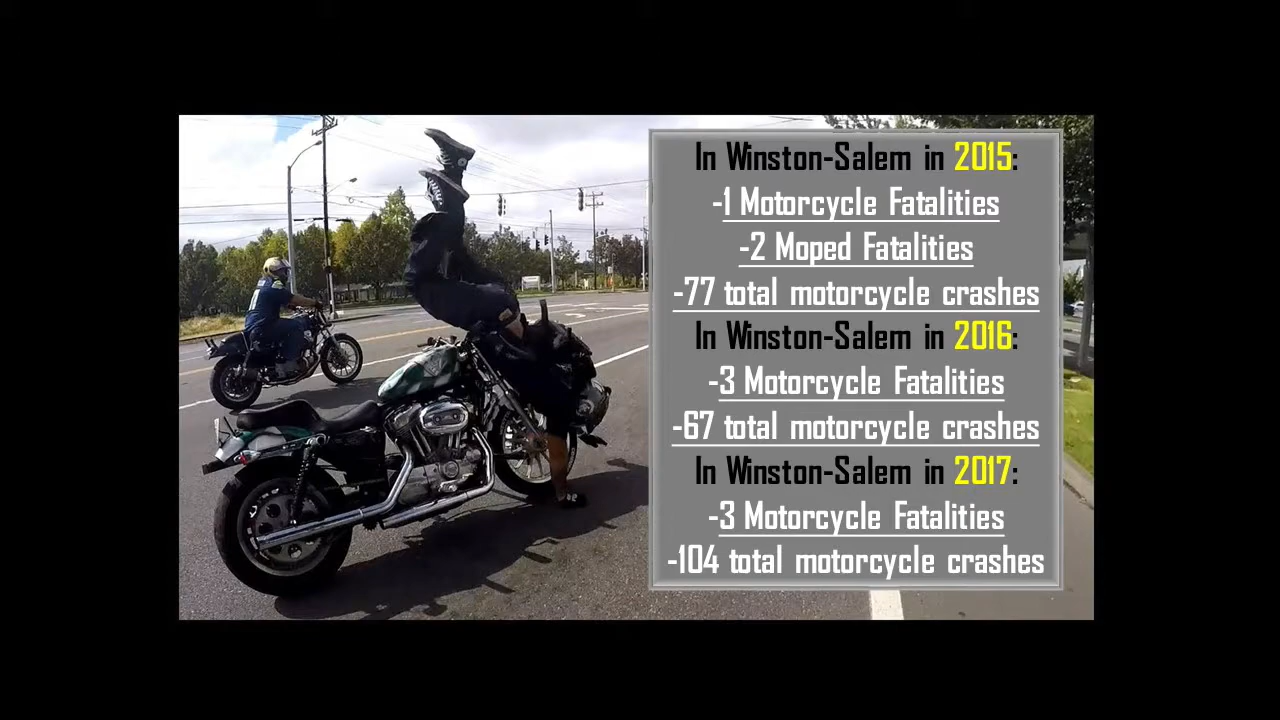 In Winston-Salem in 2015:
-1 Motorcycle Fatalities
-2 Moped Fatalities
-77 total motorcycle crashes
In Winston-Salem in 2016:
-3 Motorcycle Fatalities
-67 total motorcycle crashes
In Winston-Salem in 2017:
-3 Motorcycle Fatalities
-104 total motorcycle crashes